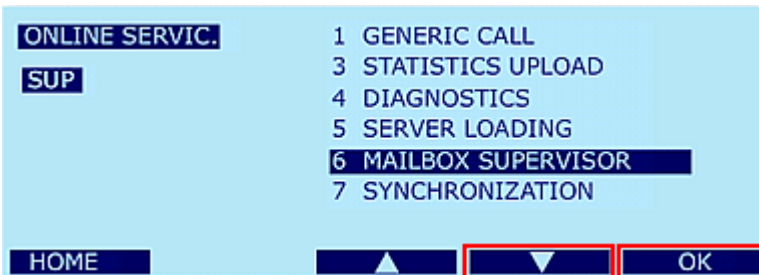 ONLINE SERVIC.
SUP
1 GENERIC CALL
3 STATISTICS UPLOAD
4 DIAGNOSTICS
5 SERVER LOADING
6 MAILBOX SUPERVISOR
7 SYNCHRONIZATION
HOME ▲ ▼ OK